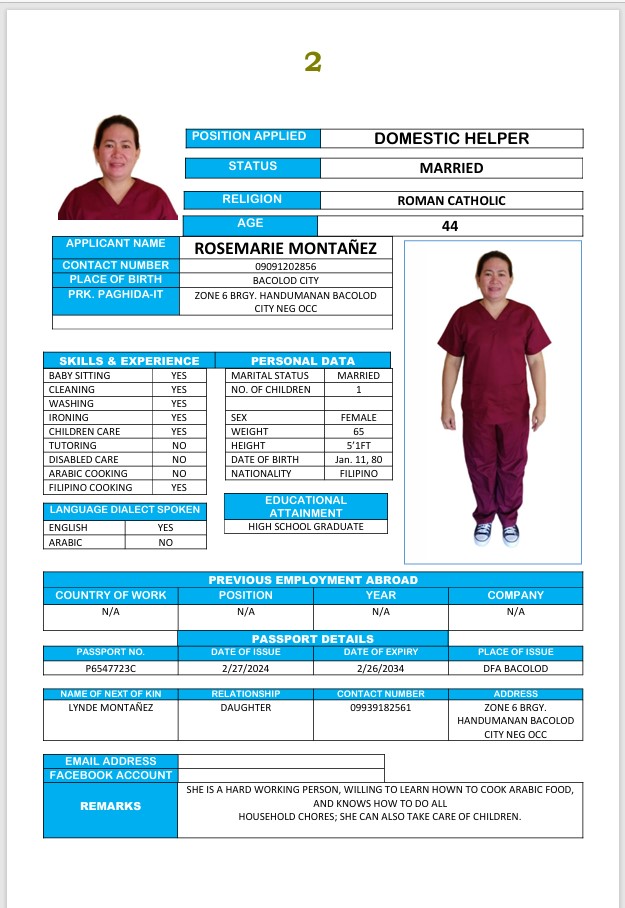 2
POSITION APPLIED DOMESTIC HELPER
STATUS MARRIED
RELIGION ROMAN CATHOLIC
AGE 44
APPLICANT NAME ROSEMARIE MONTAÑEZ
CONTACT NUMBER 09091202856
PLACE OF BIRTH BACOLOD CITY
PRK. PAGHIDA-IT ZONE 6 BRGY. HANDUMANAN BACOLOD
CITY NEG OCC
SKILLS & EXPERIENCE
BABY SITTING YES
CLEANING YES
WASHING YES
IRONING YES
CHILDREN CARE YES
TUTORING NO
DISABLED CARE NO
ARABIC COOKING NO
FILIPINO COOKING YES
LANGUAGE DIALECT SPOKEN
ENGLISH YES
ARABIC NO
PERSONAL DATA
MARITAL STATUS MARRIED
NO. OF CHILDREN 1
SEX FEMALE
WEIGHT 65
HEIGHT 5'1FT
DATE OF BIRTH Jan. 11, 80
NATIONALITY FILIPINO
EDUCATIONAL
ATTAINMENT
HIGH SCHOOL GRADUATE
PREVIOUS EMPLOYMENT ABROAD
COUNTRY OF WORK POSITION YEAR COMPANY
N/A N/A N/A N/A
PASSPORT DETAILS
PASSPORT NO. DATE OF ISSUE DATE OF EXPIRY PLACE OF ISSUE
P6547723C 2/27/2024 2/26/2034 DFA BACOLOD
NAME OF NEXT OF KIN RELATIONSHIP CONTACT NUMBER ADDRESS
LYNDE MONTAÑEZ DAUGHTER 09939182561 ZONE 6 BRGY.
HANDUMANAN BACOLOD
CITY NEG OCC
EMAIL ADDRESS
FACEBOOK ACCOUNT
REMARKS
SHE IS A HARD WORKING PERSON, WILLING TO LEARN HOWN TO COOK ARABIC FOOD,
AND KNOWS HOW TO DO ALL
HOUSEHOLD CHORES; SHE CAN ALSO TAKE CARE OF CHILDREN.